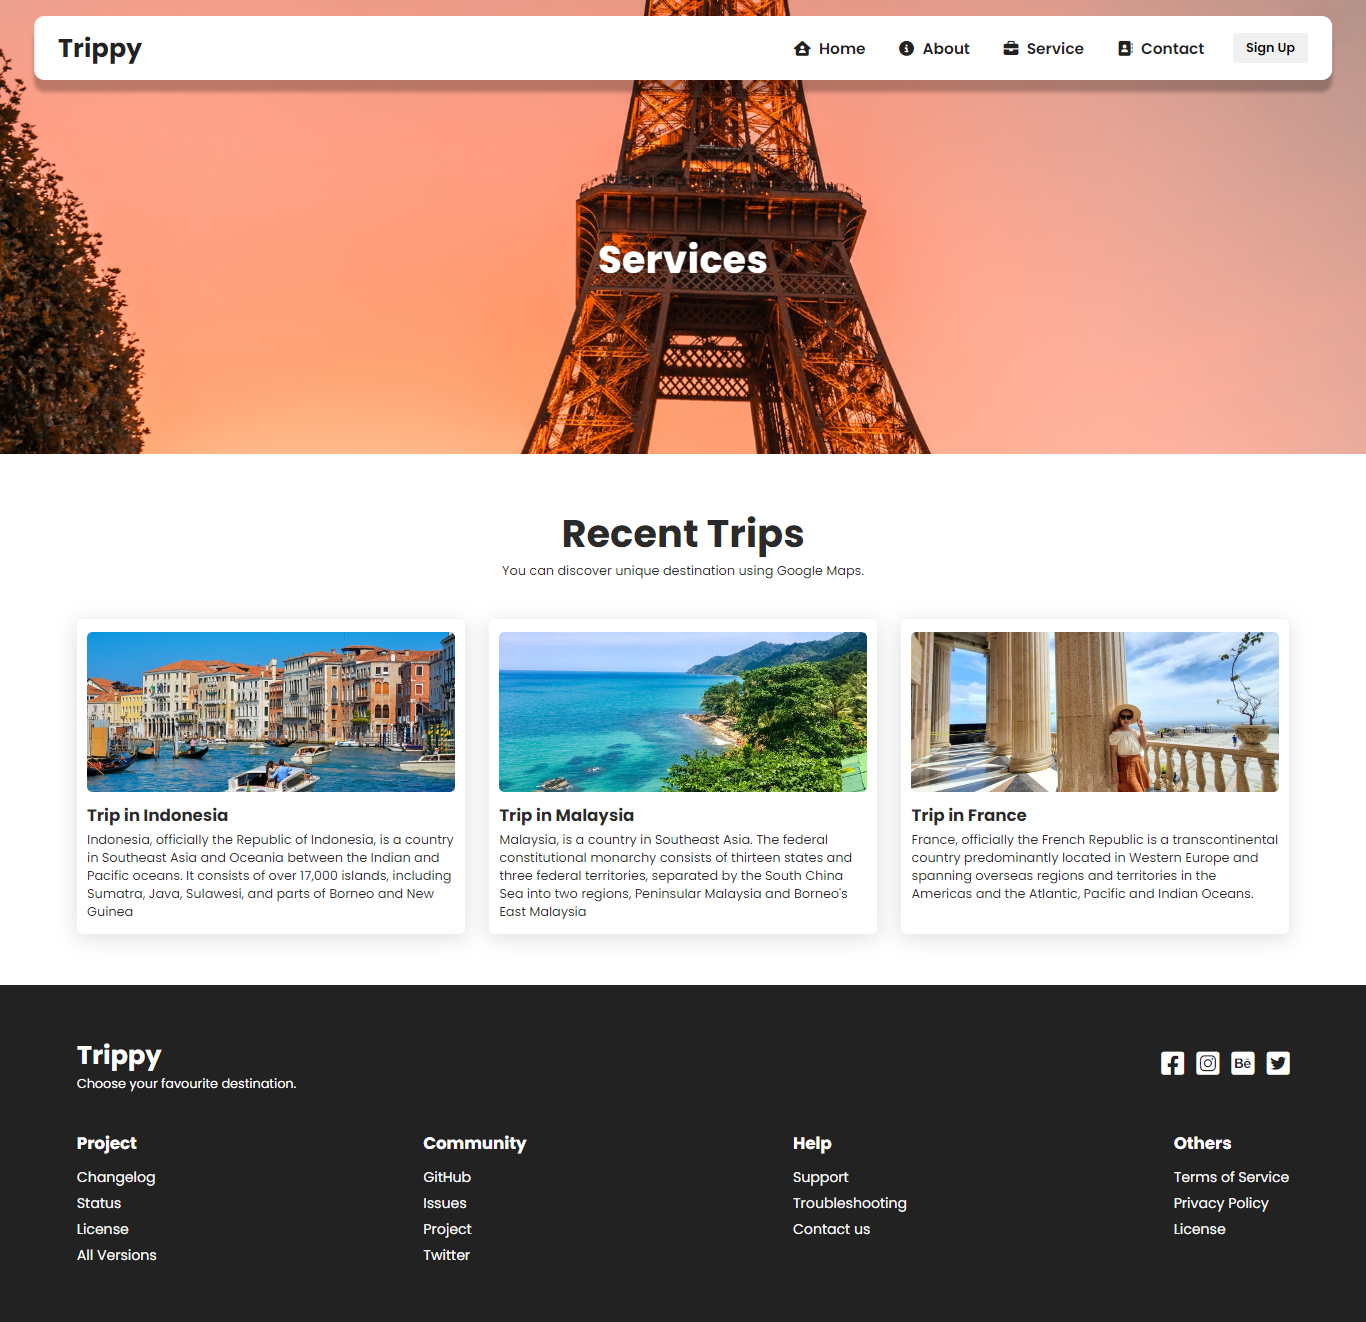 Trippy
Home
About
Service
Contact
Sign Up
Services
Recent Trips
You can discover unique destination using Google Maps.
Trip in Indonesia
Indonesia, officially the Republic of Indonesia, is a country
in Southeast Asia and Oceania between the Indian and
Pacific oceans. It consists of over 17,000 islands, including
Sumatra, Java, Sulawesi, and parts of Borneo and New
Guinea
Trip in Malaysia
Malaysia, is a country in Southeast Asia. The federal
constitutional monarchy consists of thirteen states and
three federal territories, separated by the South China
Sea into two regions, Peninsular Malaysia and Borneo's
East Malaysia
Trip in France
France, officially the French Republic is a transcontinental
country predominantly located in Western Europe and
spanning overseas regions and territories in the
Americas and the Atlantic, Pacific and Indian Oceans.
Trippy
Choose your favourite destination.
Bē
Project
Changelog
Status
License
All Versions
Community
GitHub
Issues
Project
Twitter
Help
Support
Troubleshooting
Contact us
Others
Terms of Service
Privacy Policy
License